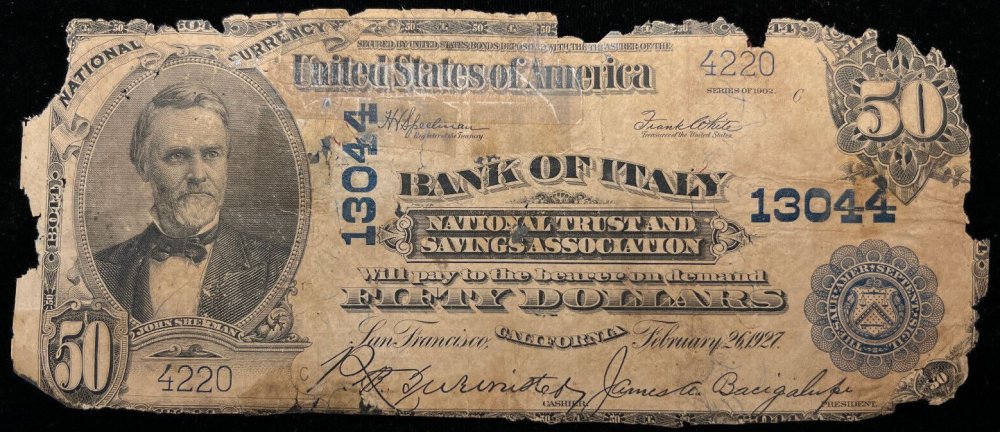 NATIONAL CURRENCY
SECURED BY UNITED STATES BONDS DEPOSITED WITH THE TREASURER OF THE
United States of America
4220
SERIES OF 1902.
C
50
Register of the Treasury.
Frank White
Treasurer of the United States.
13044
BANK OF ITALY
13044
NATIONAL TRUST AND
SAVINGS ASSOCIATION
Will pay to the bearer on demand
FIFTY DOLLARS
CALIFORNIA
San Francisco, February 26, 1927.
JOHN SHERMAN
50
4220
C
James A. Bacigalupi
CASHIER.
PRESIDENT.
50